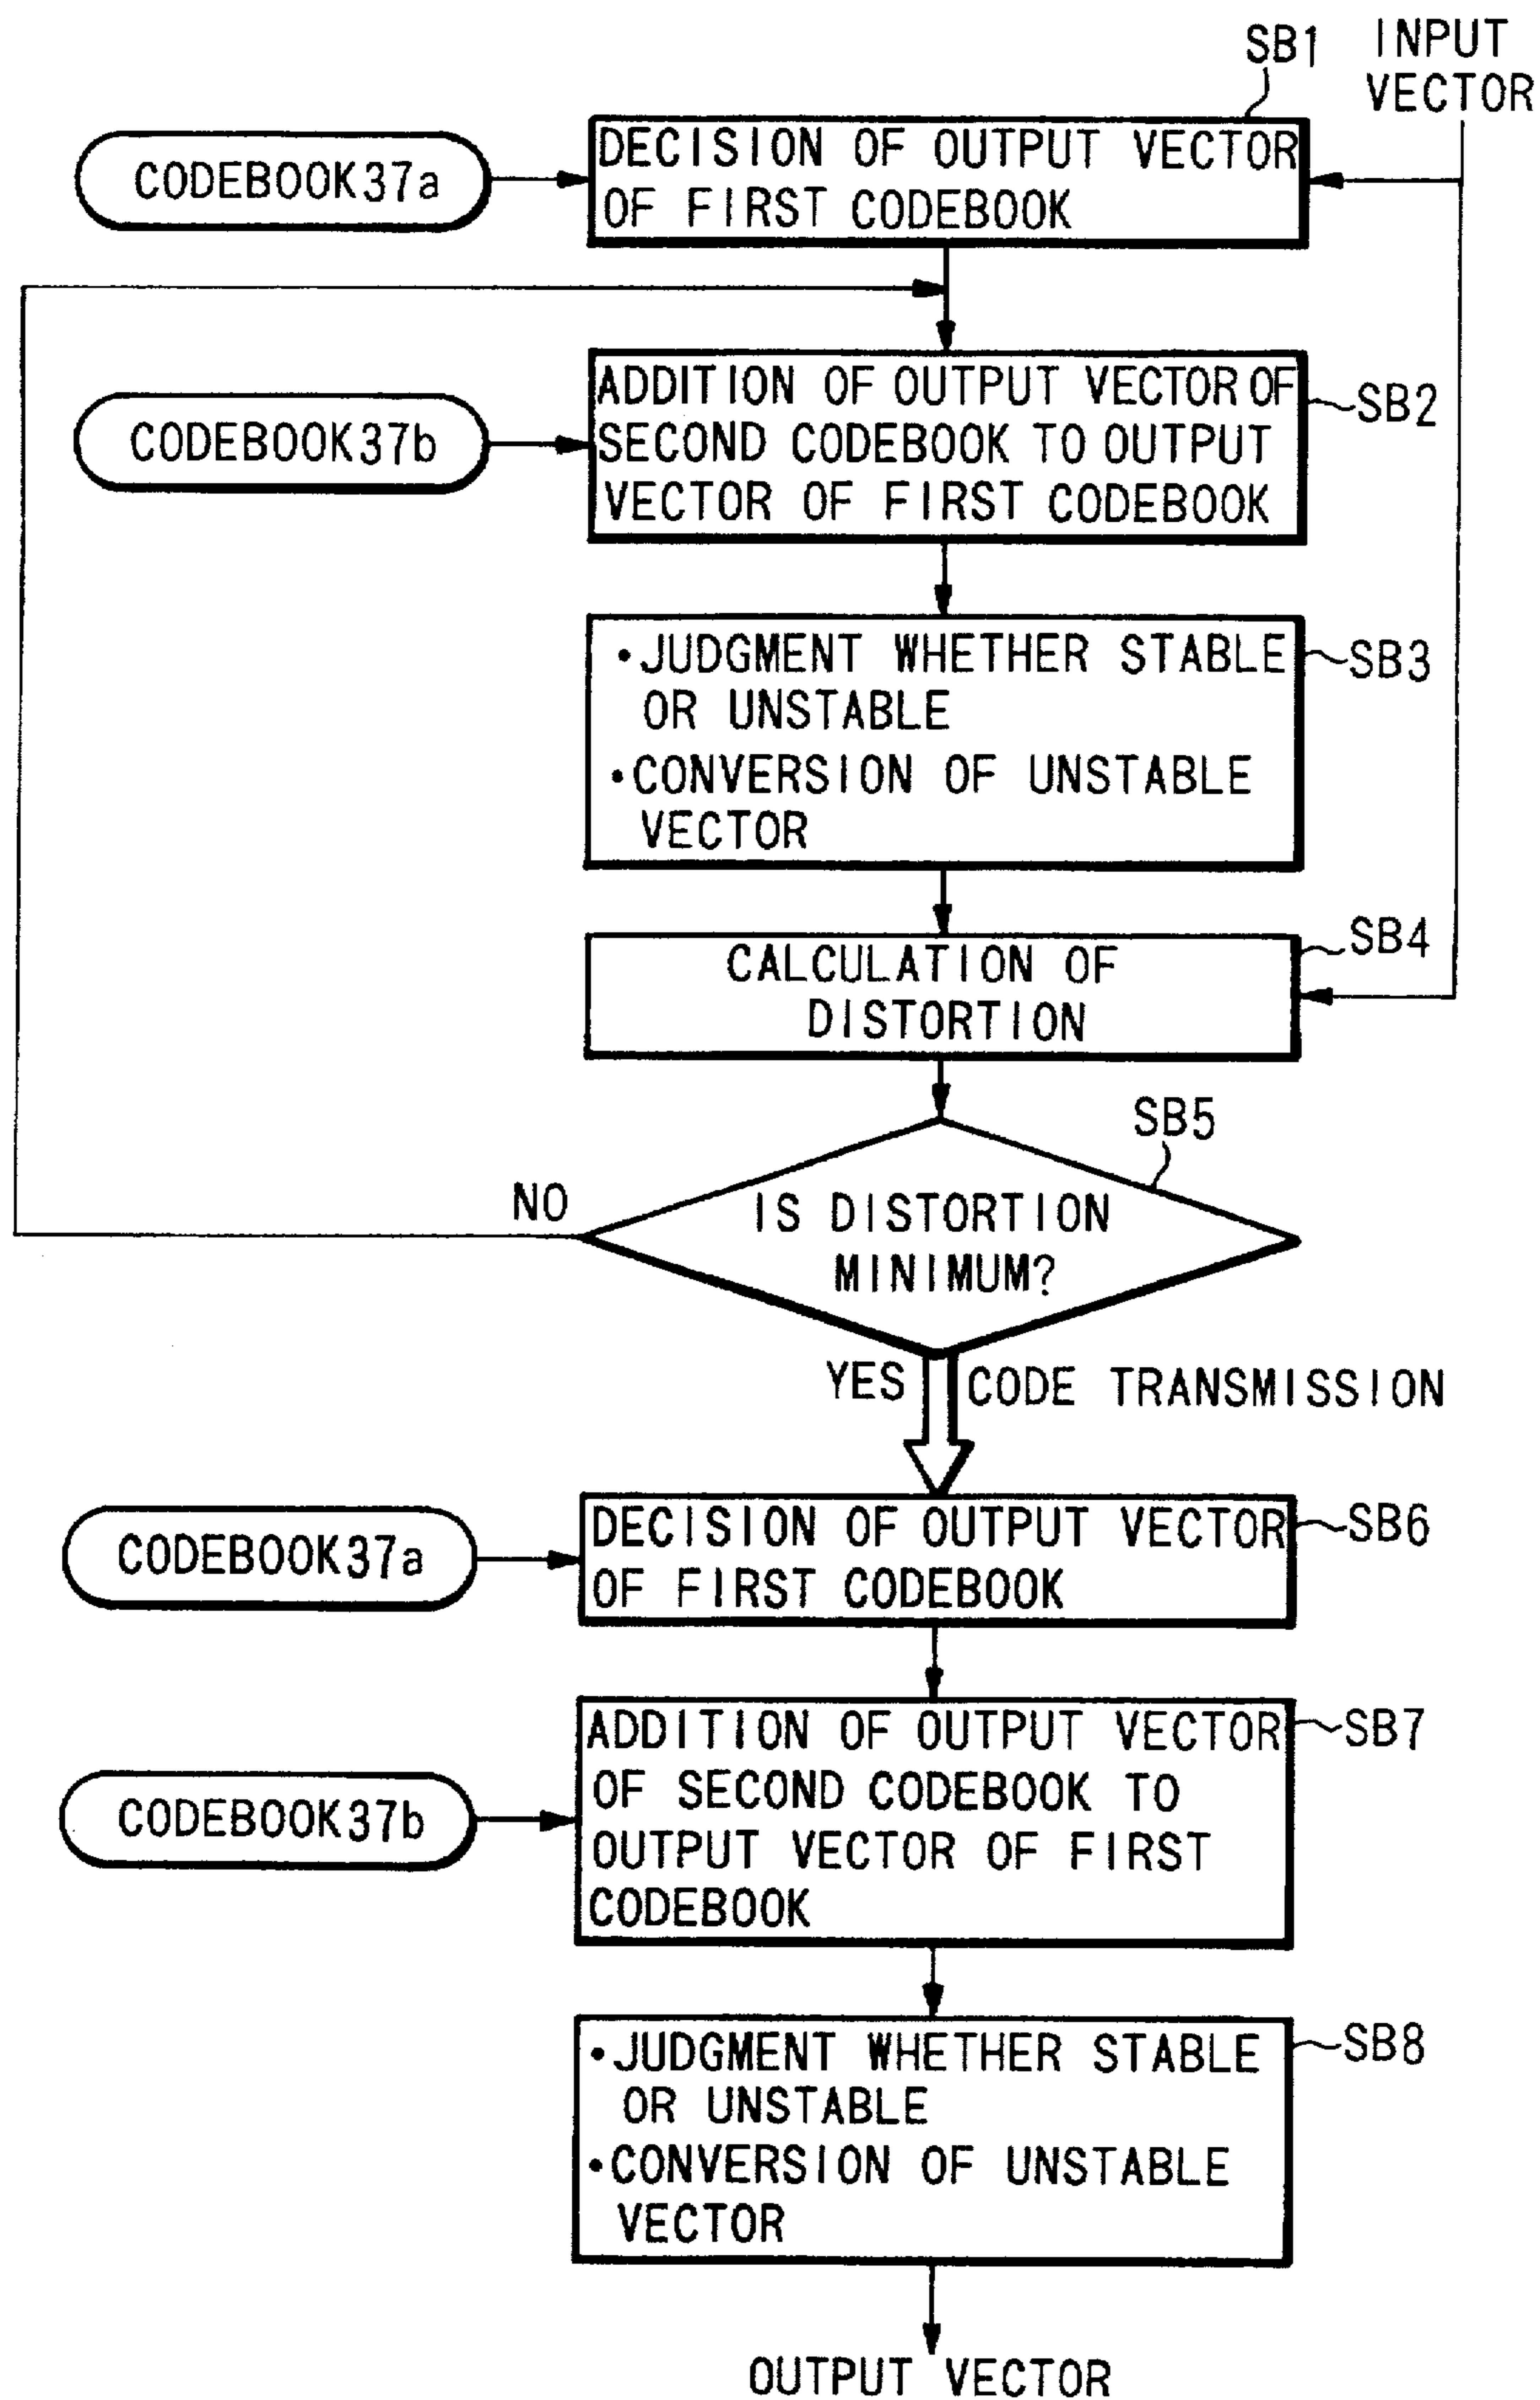 SB1
INPUT
VECTOR
CODEBOOK37a
DECISION OF OUTPUT VECTOR
OF FIRST CODEBOOK
CODEBOOK37b
ADDITION OF OUTPUT VECTOR OF
SECOND CODEBOOK TO OUTPUT
VECTOR OF FIRST CODEBOOK
SB2
•JUDGMENT WHETHER STABLE
OR UNSTABLE
•CONVERSION OF UNSTABLE
VECTOR
SB3
CALCULATION OF
DISTORTION
SB4
SB5
NO
IS DISTORTION
MINIMUM?
YES
CODE TRANSMISSION
CODEBOOK37a
DECISION OF OUTPUT VECTOR
OF FIRST CODEBOOK
SB6
CODEBOOK37b
ADDITION OF OUTPUT VECTOR
OF SECOND CODEBOOK TO
OUTPUT VECTOR OF FIRST
CODEBOOK
SB7
•JUDGMENT WHETHER STABLE
OR UNSTABLE
•CONVERSION OF UNSTABLE
VECTOR
SB8
OUTPUT VECTOR